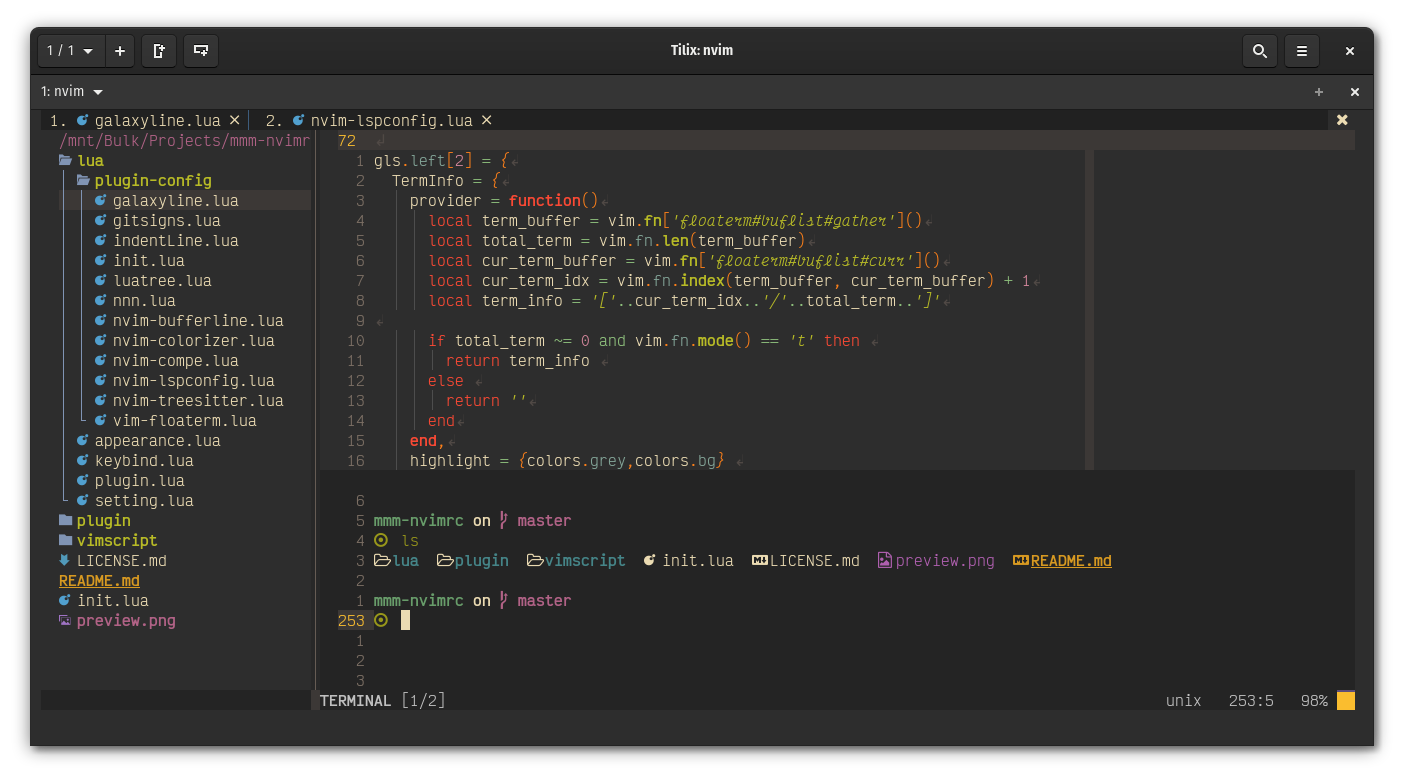 1 / 1
Tilix: nvim
1: nvim
1. galaxyline.lua 2. nvim-lspconfig.lua
/mnt/Bulk/Projects/mmm-nvimr
lua
plugin-config
galaxyline.lua
gitsigns.lua
indentLine.lua
init.lua
luatree.lua
nnn.lua
nvim-bufferline.lua
nvim-colorizer.lua
nvim-compe.lua
nvim-lspconfig.lua
nvim-treesitter.lua
vim-floaterm.lua
appearance.lua
keybind.lua
plugin.lua
setting.lua
plugin
vimscript
LICENSE.md
README.md
init.lua
preview.png
72
1 gls.left[2] = {
2 TermInfo = {
3 provider = function()
4 local term_buffer = vim.fn['floaterm#buflist#gather']()
5 local total_term = vim.fn.len(term_buffer)
6 local cur_term_buffer = vim.fn['floaterm#buflist#curr']()
7 local cur_term_idx = vim.fn.index(term_buffer, cur_term_buffer) + 1
8 local term_info = '['..cur_term_idx..'/'..total_term..']'
9
10 if total_term ~= 0 and vim.fn.mode() == 't' then
11 return term_info
12 else
13 return ''
14 end
15 end,
16 highlight = {colors.grey,colors.bg}
6
5 mmm-nvimrc on master
4 ls
3 lua plugin vimscript init.lua LICENSE.md preview.png README.md
2
1 mmm-nvimrc on master
253
1
2
3
TERMINAL [1/2] unix 253:5 98%